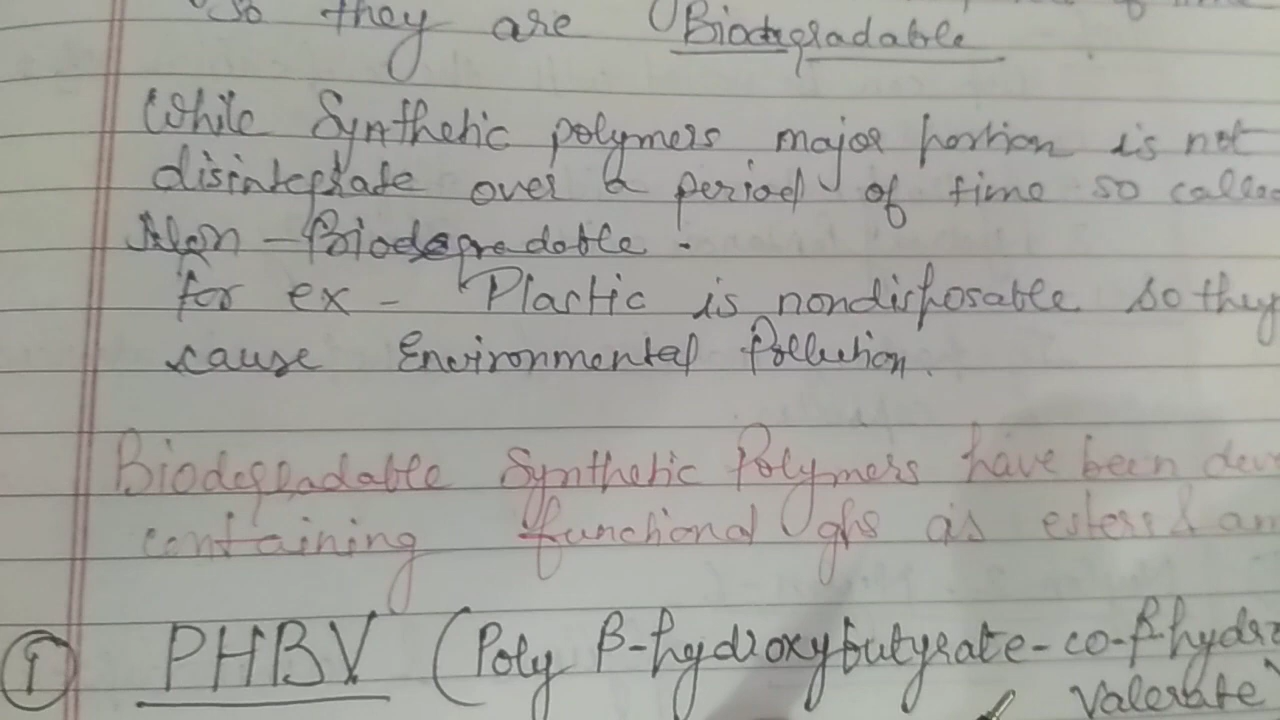 so they are Biodegradable
While Synthetic polymers major portion is not
disintegrate over a period of time so called
Non-Biodegradable.
for ex - Plastic is nondisposable so they
cause Environmental Pollution.
Biodegradable Synthetic Polymers have been
containing functional gps as esters &
① PHBV (Poly β-hydroxybutyrate-co-β-hydro
Valerate)